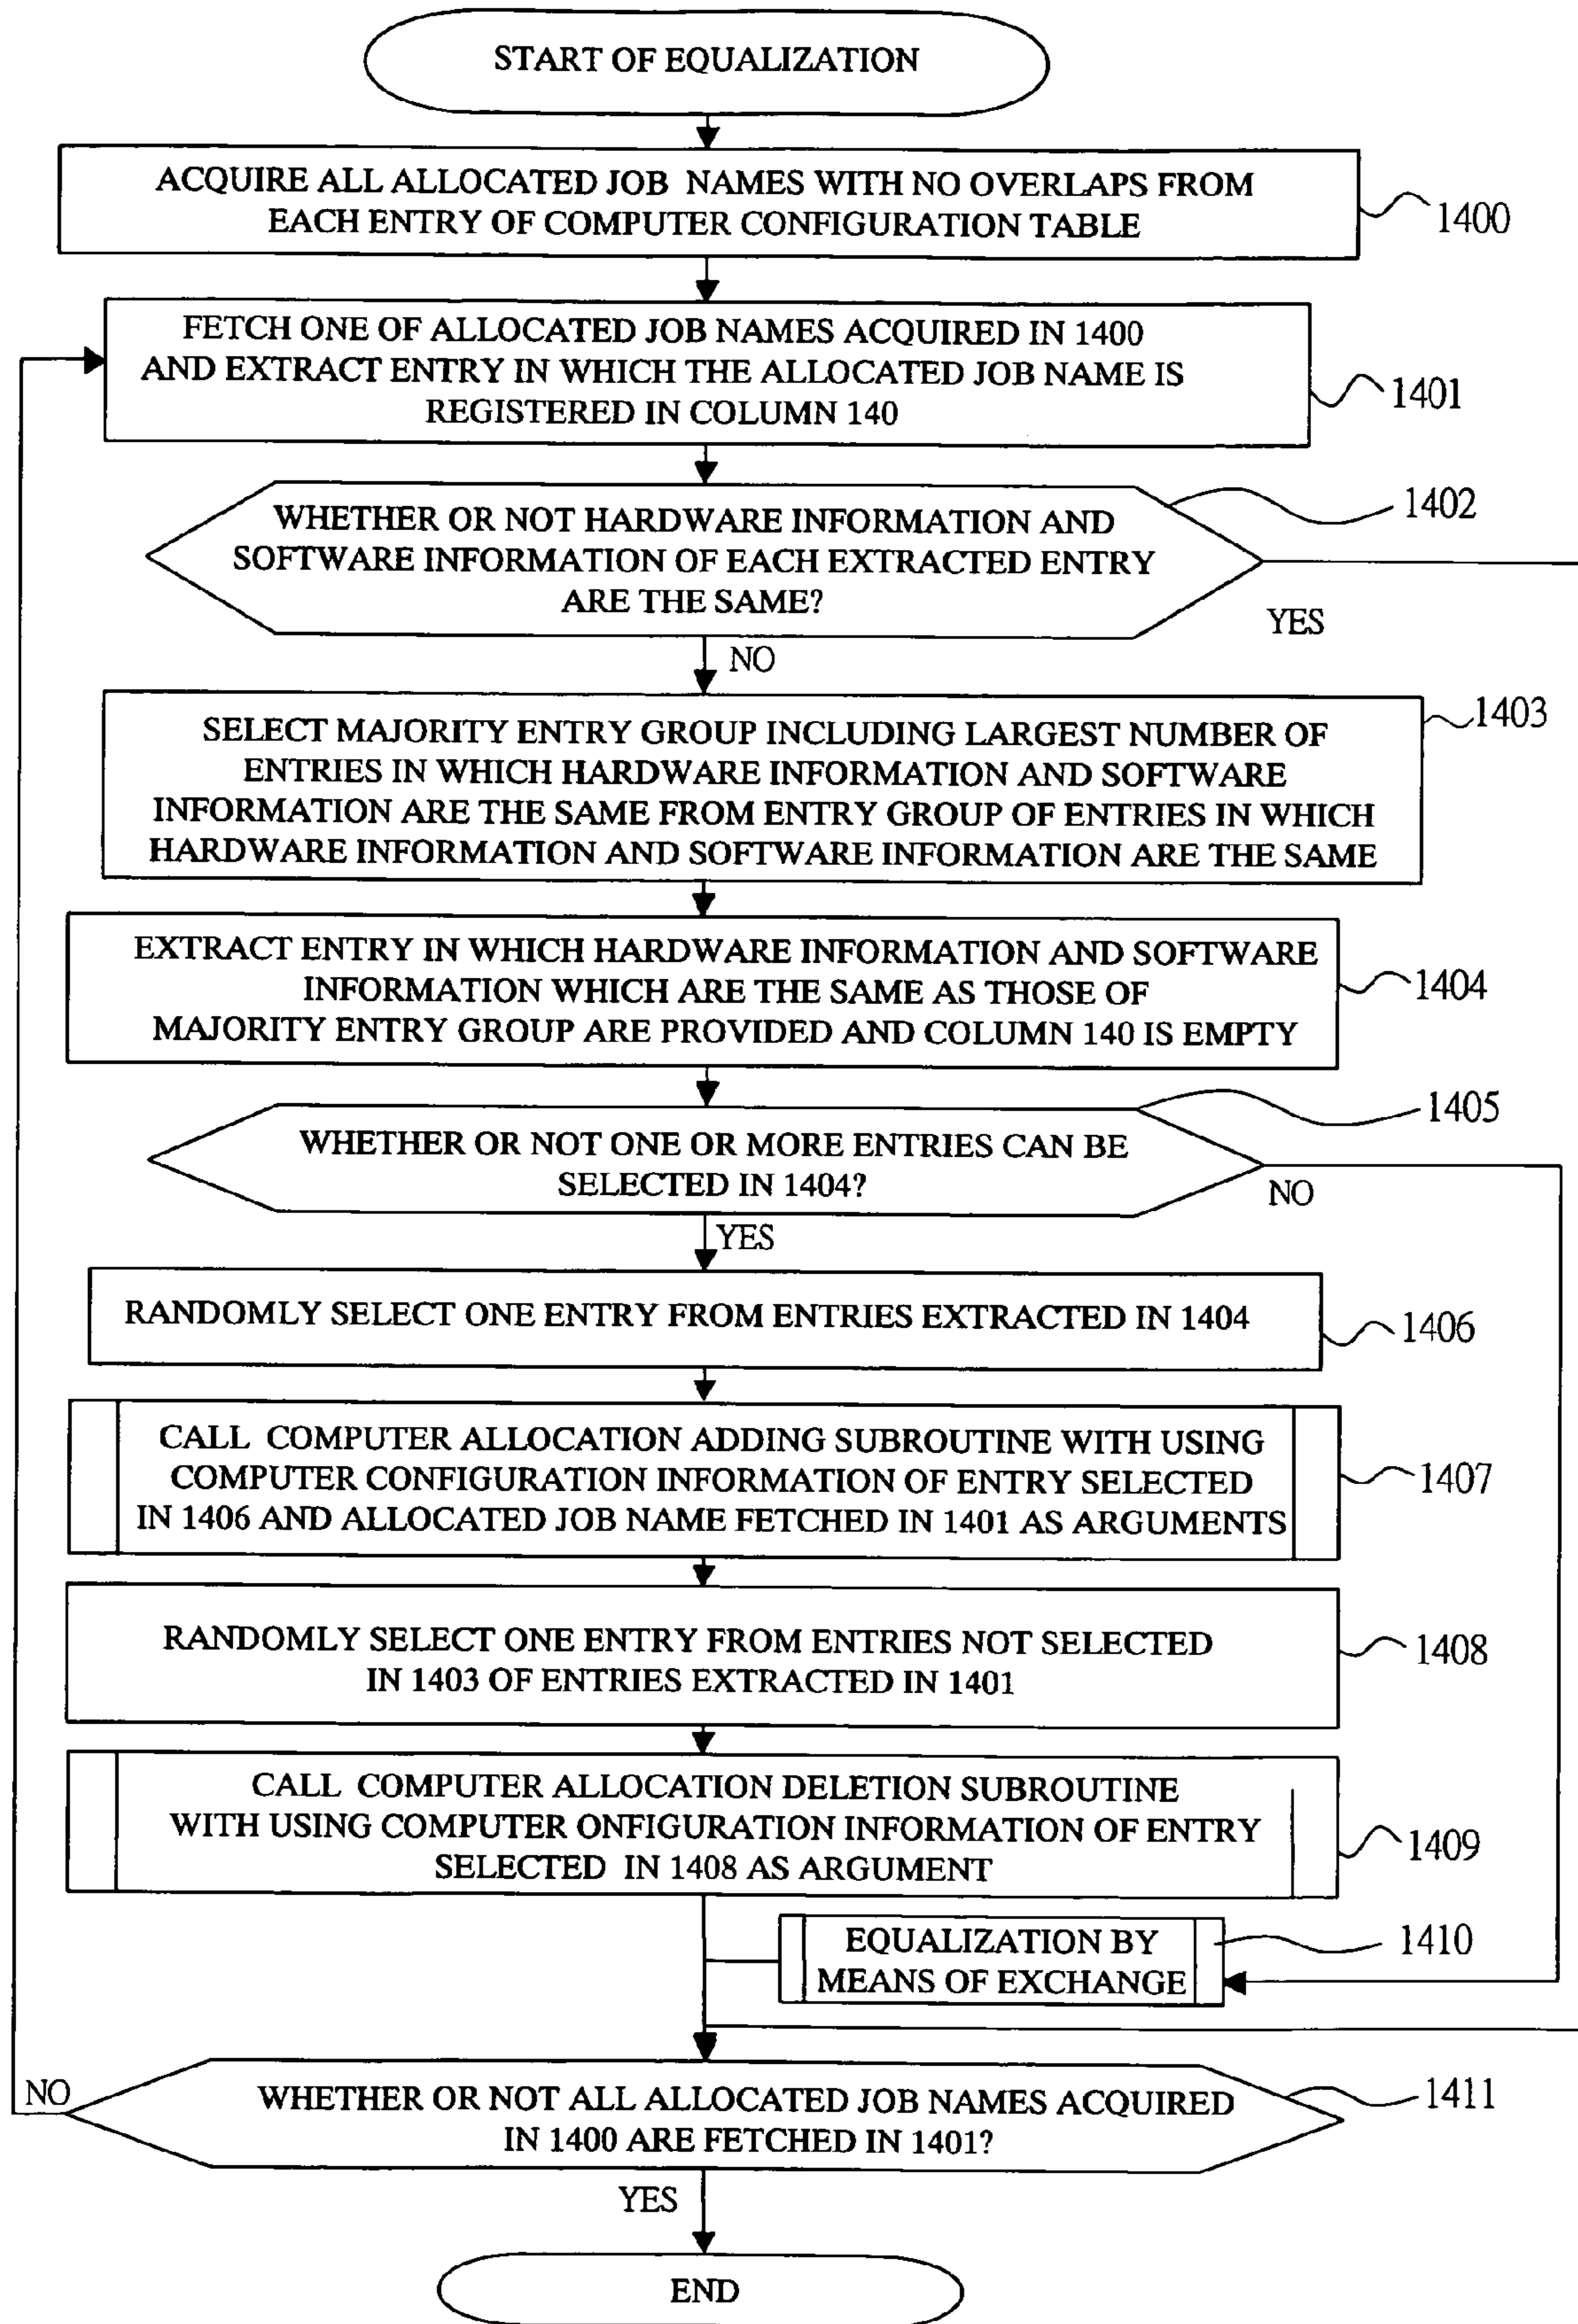 START OF EQUALIZATION
ACQUIRE ALL ALLOCATED JOB NAMES WITH NO OVERLAPS FROM
EACH ENTRY OF COMPUTER CONFIGURATION TABLE
1400
FETCH ONE OF ALLOCATED JOB NAMES ACQUIRED IN 1400
AND EXTRACT ENTRY IN WHICH THE ALLOCATED JOB NAME IS
REGISTERED IN COLUMN 140
1401
WHETHER OR NOT HARDWARE INFORMATION AND
SOFTWARE INFORMATION OF EACH EXTRACTED ENTRY
ARE THE SAME?
1402
YES
NO
SELECT MAJORITY ENTRY GROUP INCLUDING LARGEST NUMBER OF
ENTRIES IN WHICH HARDWARE INFORMATION AND SOFTWARE
INFORMATION ARE THE SAME FROM ENTRY GROUP OF ENTRIES IN WHICH
HARDWARE INFORMATION AND SOFTWARE INFORMATION ARE THE SAME
1403
EXTRACT ENTRY IN WHICH HARDWARE INFORMATION AND SOFTWARE
INFORMATION WHICH ARE THE SAME AS THOSE OF
MAJORITY ENTRY GROUP ARE PROVIDED AND COLUMN 140 IS EMPTY
1404
WHETHER OR NOT ONE OR MORE ENTRIES CAN BE
SELECTED IN 1404?
1405
NO
YES
RANDOMLY SELECT ONE ENTRY FROM ENTRIES EXTRACTED IN 1404
1406
CALL COMPUTER ALLOCATION ADDING SUBROUTINE WITH USING
COMPUTER CONFIGURATION INFORMATION OF ENTRY SELECTED
IN 1406 AND ALLOCATED JOB NAME FETCHED IN 1401 AS ARGUMENTS
1407
RANDOMLY SELECT ONE ENTRY FROM ENTRIES NOT SELECTED
IN 1403 OF ENTRIES EXTRACTED IN 1401
1408
CALL COMPUTER ALLOCATION DELETION SUBROUTINE
WITH USING COMPUTER ONFIGURATION INFORMATION OF ENTRY
SELECTED IN 1408 AS ARGUMENT
1409
EQUALIZATION BY
MEANS OF EXCHANGE
1410
NO
WHETHER OR NOT ALL ALLOCATED JOB NAMES ACQUIRED
IN 1400 ARE FETCHED IN 1401?
1411
YES
END